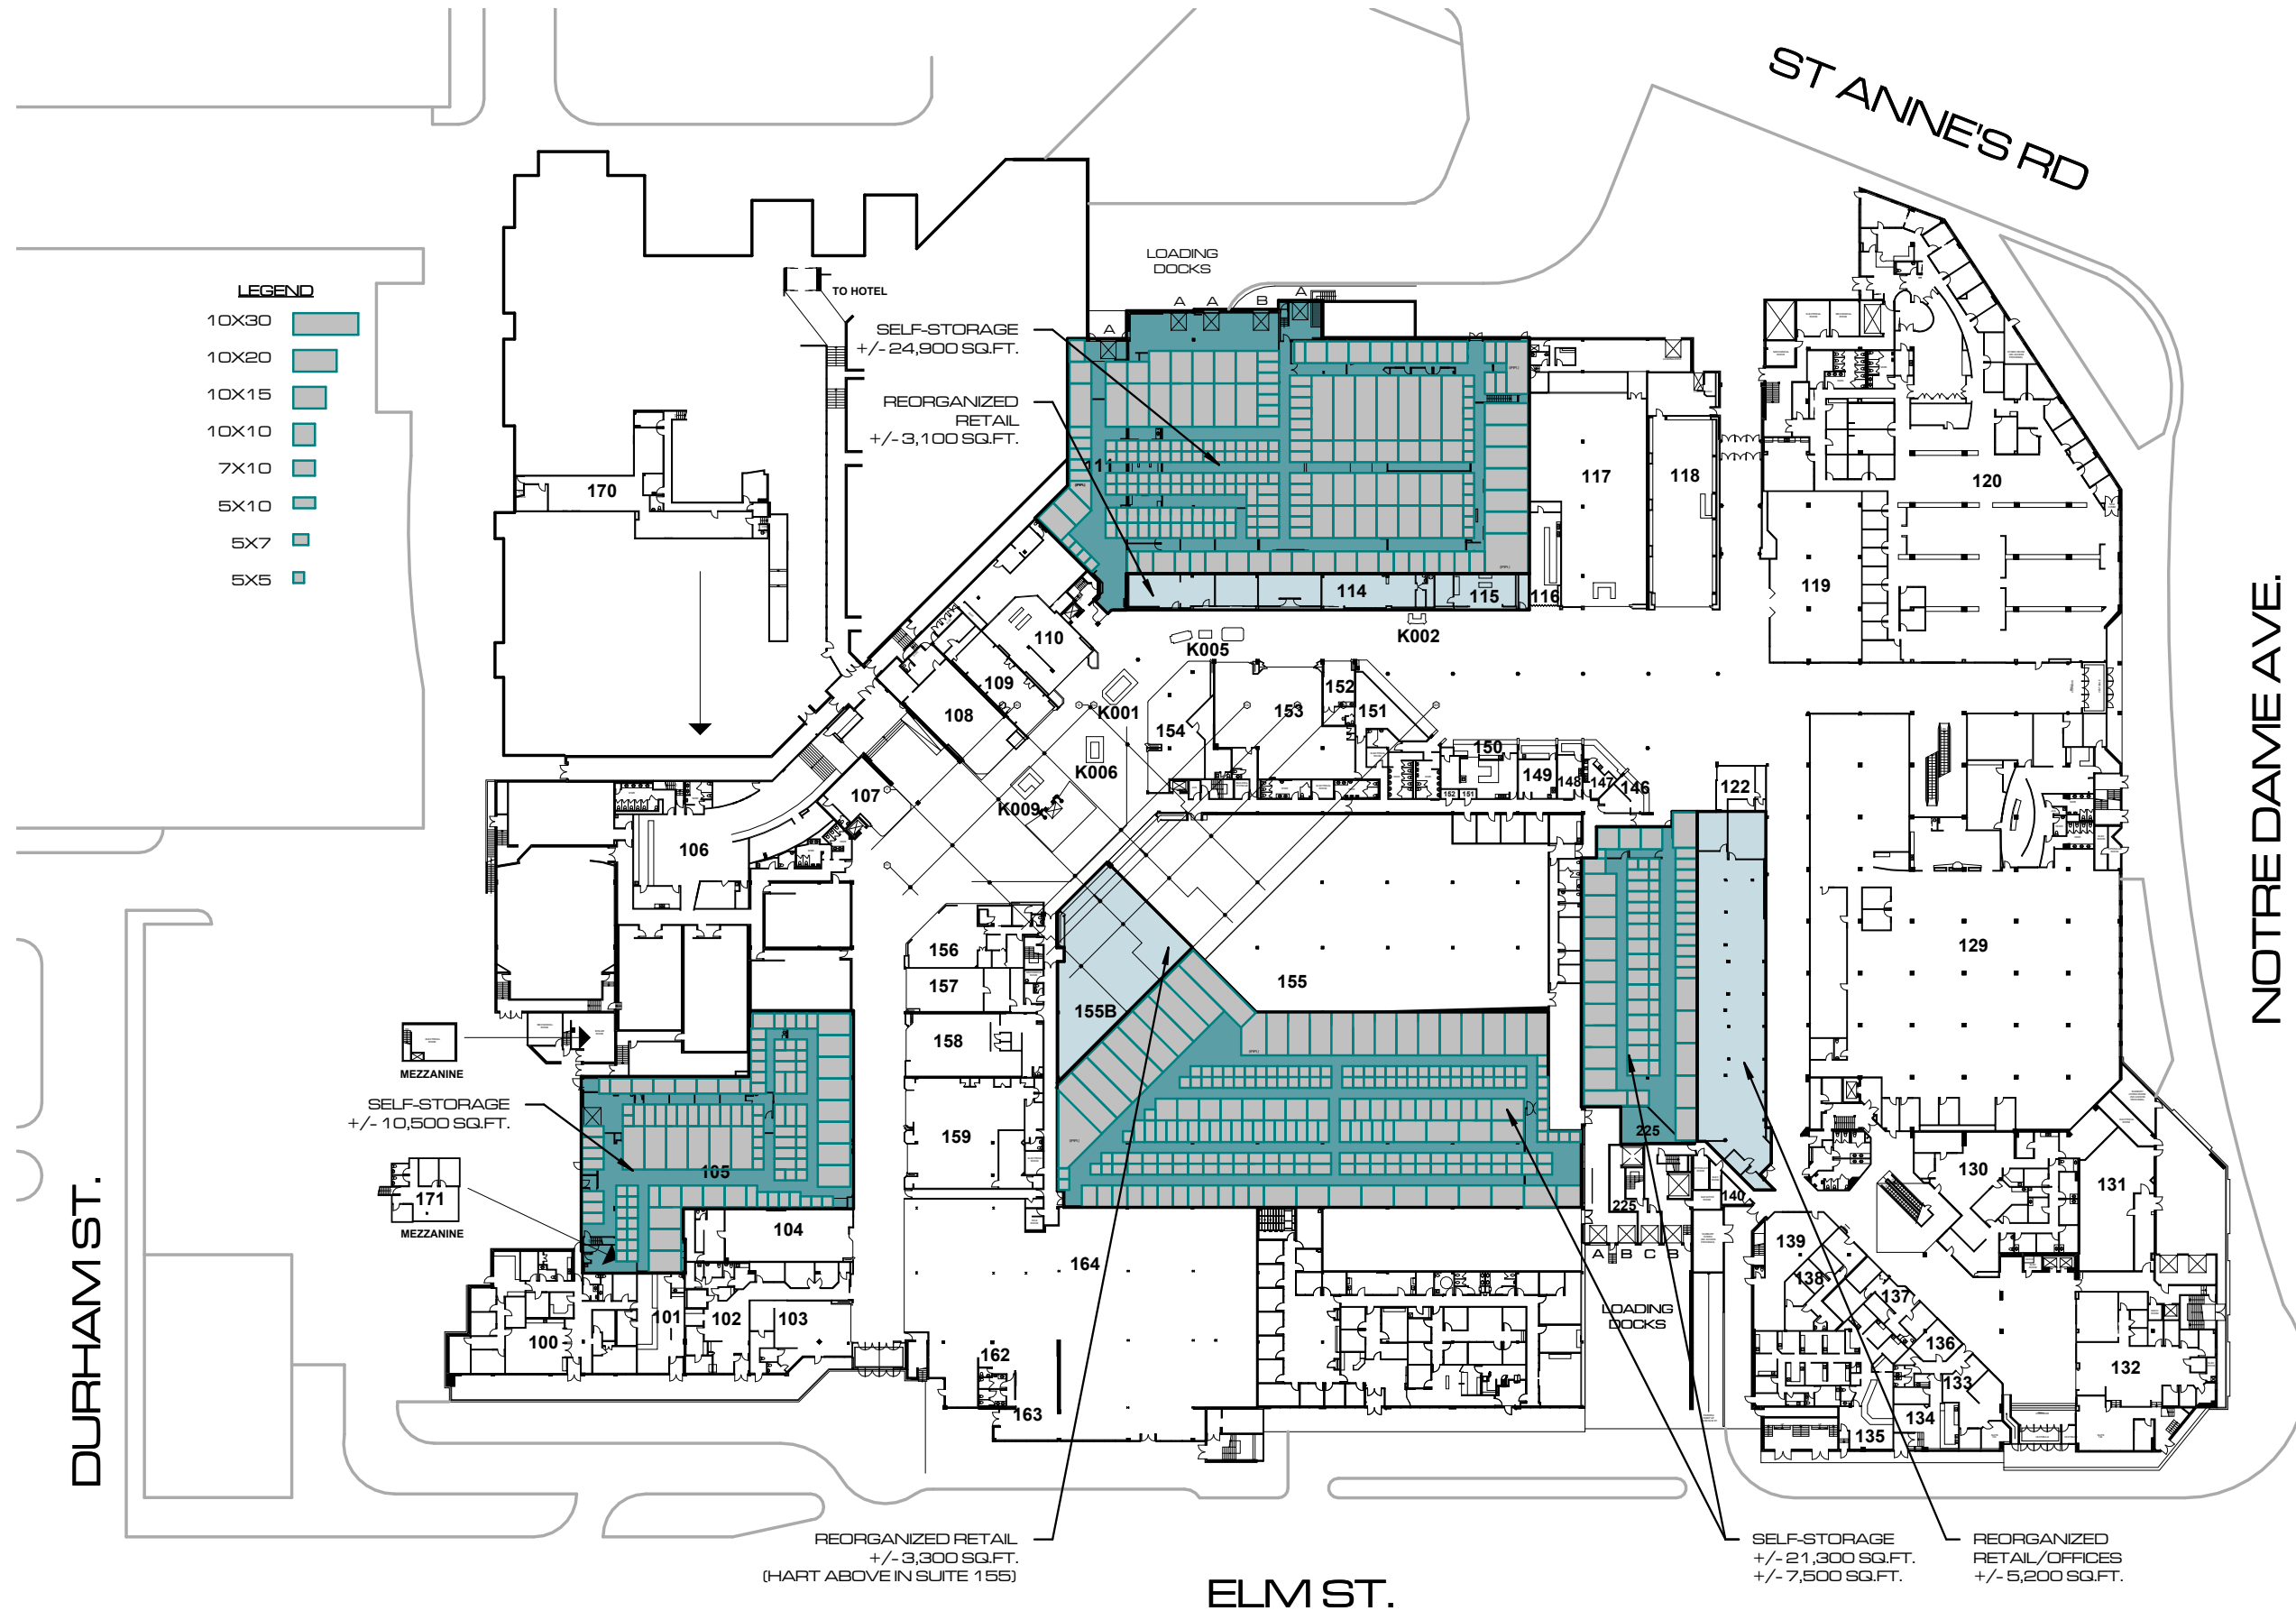 ST ANNE'S RD
LOADING
DOCKS
LEGEND
10X30
10X20
10X15
10X10
7X10
5X10
5X7
5X5
TO HOTEL
A
A
B
A
A
SELF-STORAGE
+/- 24,900 SQ.FT.
REORGANIZED
RETAIL
+/- 3,100 SQ.FT.
11
170
117
118
120
119
114
115
116
K002
K005
110
109
108
K001
154
153
152
151
150
149
148
147
146
152
151
K006
K009
107
122
106
NOTRE DAME AVE.
156
157
155
155B
129
158
MEZZANINE
SELF-STORAGE
+/- 10,500 SQ.FT.
159
105
225
225
130
131
140
171
MEZZANINE
104
164
139
138
137
136
A
B
C
B
LOADING
DOCKS
100
101
102
103
162
163
132
133
134
135
DURHAM ST.
REORGANIZED RETAIL
+/- 3,300 SQ.FT.
(HART ABOVE IN SUITE 155)
SELF-STORAGE
+/- 21,300 SQ.FT.
+/- 7,500 SQ.FT.
REORGANIZED
RETAIL/OFFICES
+/- 5,200 SQ.FT.
ELM ST.